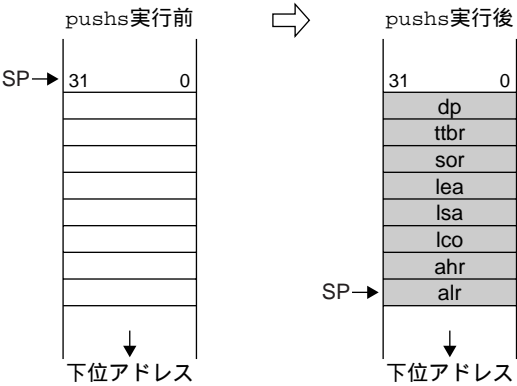 pushs実行前
pushs実行後
SP
31 0
31 0
dp
ttbr
sor
lea
lsa
lco
ahr
SP
alr
下位アドレス
下位アドレス